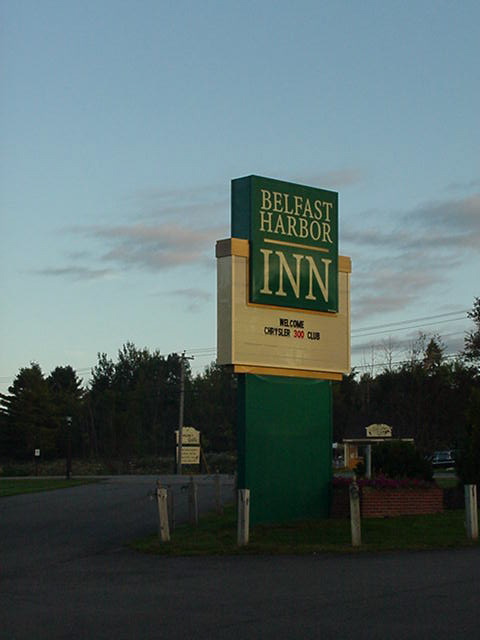 BELFAST
HARBOR
INN
WELCOME
CHRYSLER 300 CLUB